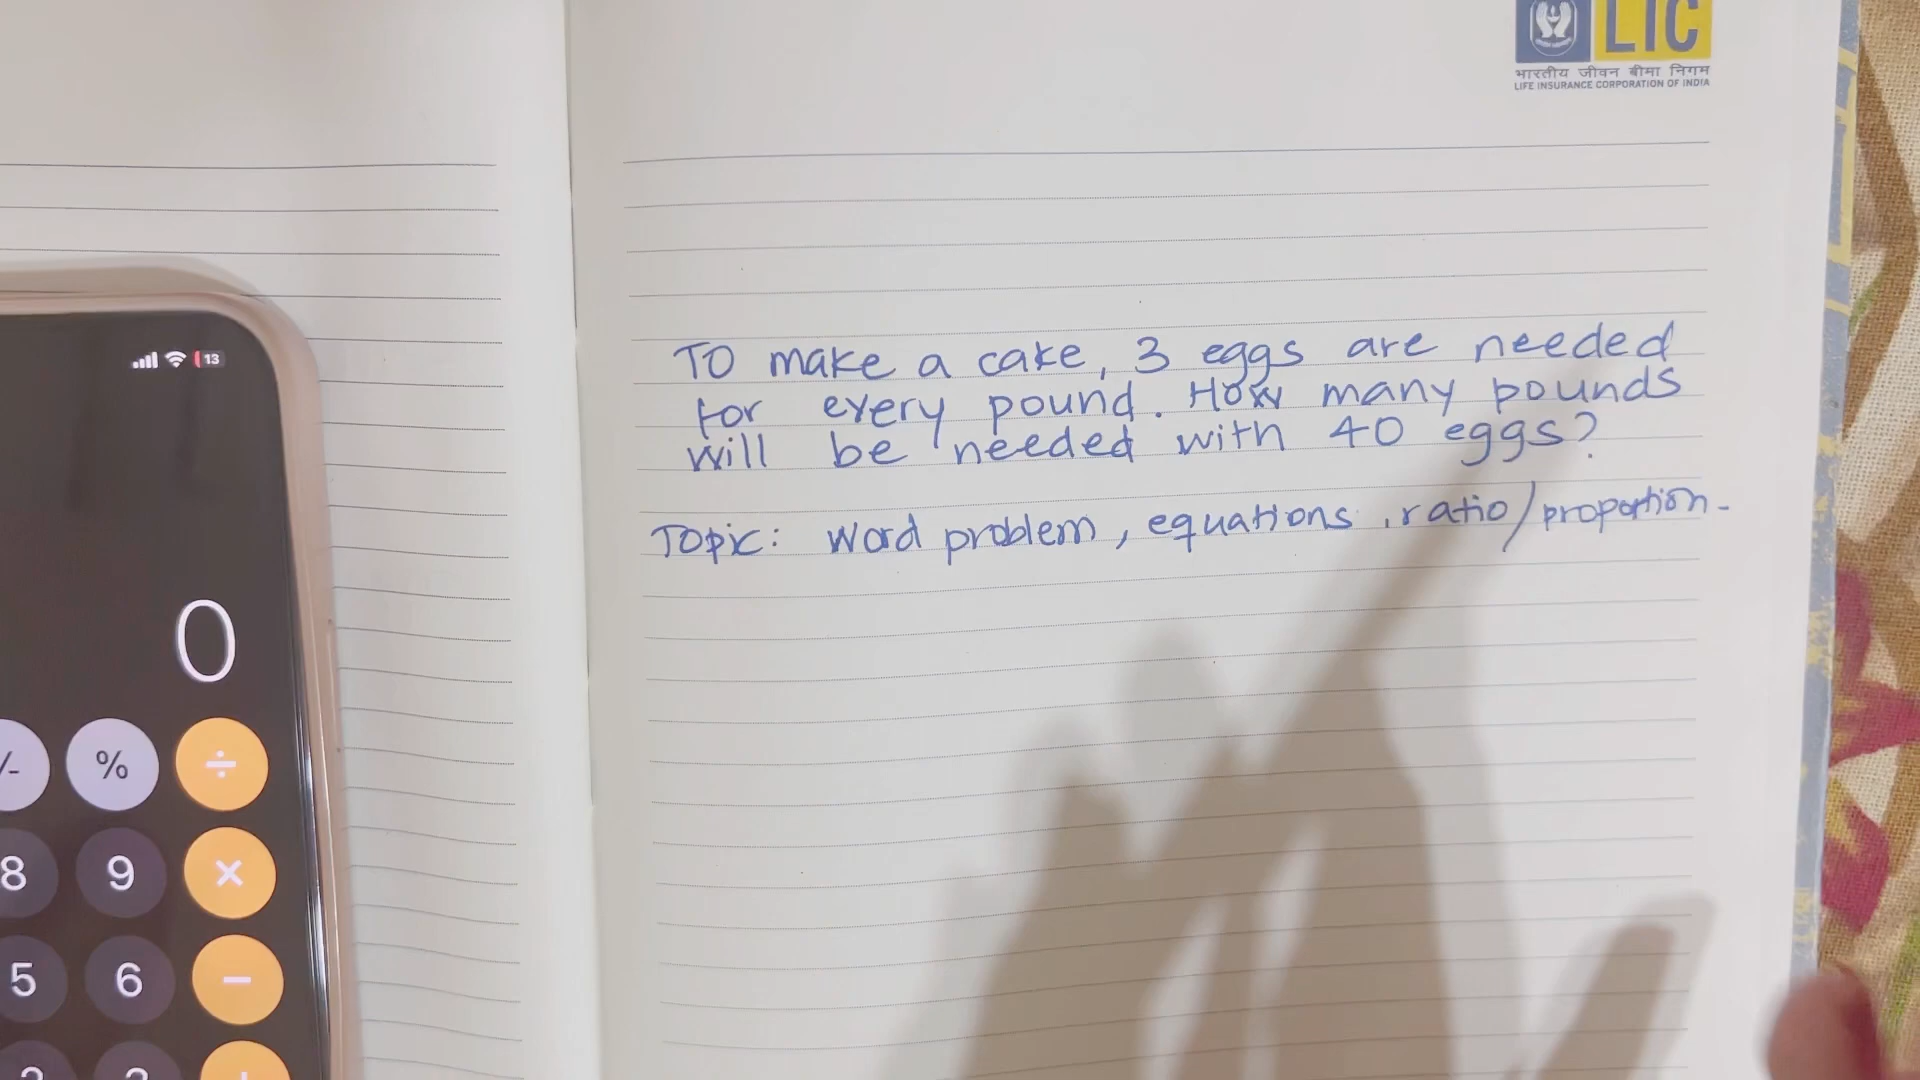 LIC
भारतीय जीवन बीमा निगम
LIFE INSURANCE CORPORATION OF INDIA
TO make a cake, 3 eggs are needed
for every pound. How many pounds
will be needed with 40 eggs?
Topic: Word problem, equations, ratio/proportion.
13
0
% ÷
8 9 ×
5 6 −